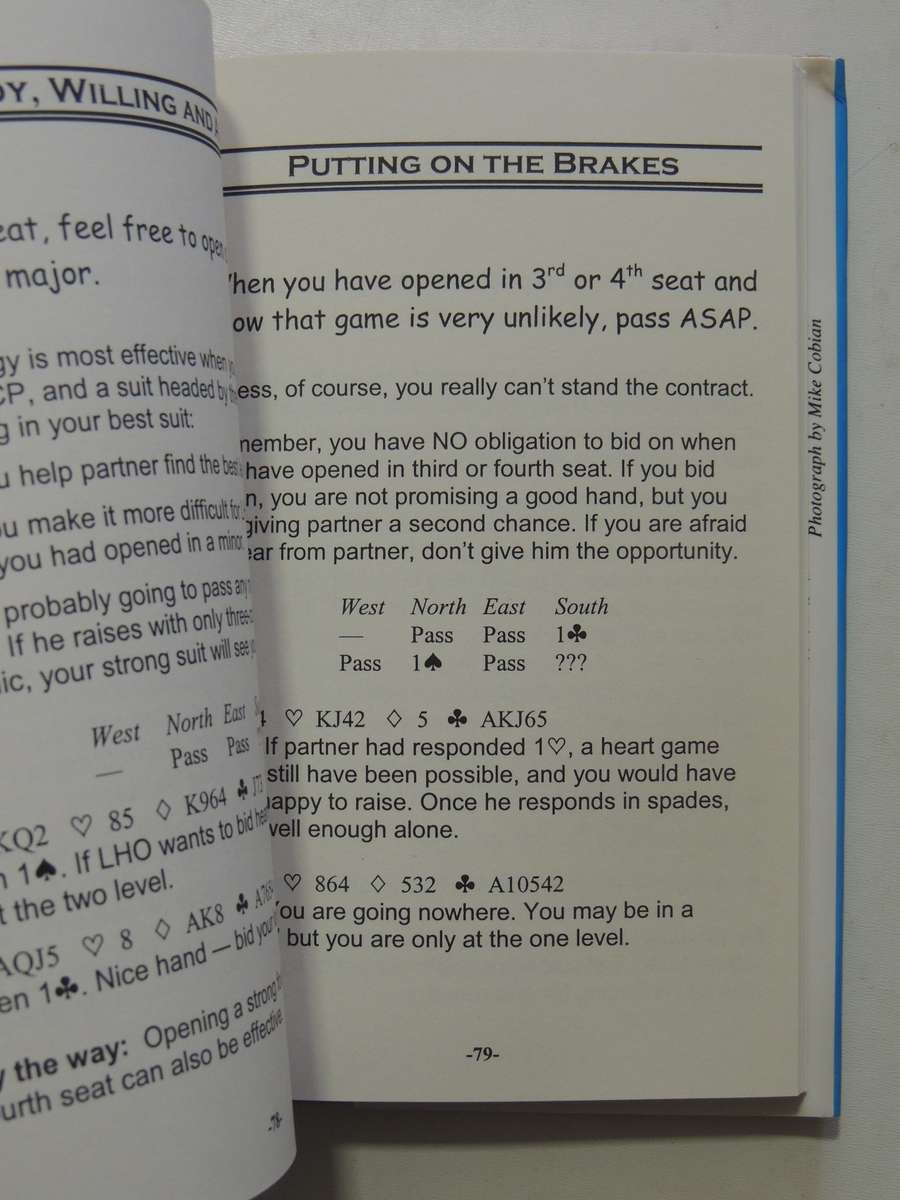 DY, WILLING AND A
eat, feel free to open
major.
gy is most effective when
CP, and a suit headed by the
g in your best suit:
u help partner find the best
u make it more difficult for
you had opened in a minor
probably going to pass any
If he raises with only three-c
ic, your strong suit will see
West North East
— Pass Pass
KQ2 ♡ 85 ♢ K964 ♣
n 1♠. If LHO wants to bid hea
t the two level.
AQJ5 ♡ 8 ♢ AK8 ♣
en 1♣. Nice hand — bid your
y the way: Opening a strong
urth seat can also be effective.
-78-
PUTTING ON THE BRAKES
hen you have opened in 3rd or 4th seat and
ow that game is very unlikely, pass ASAP.
ess, of course, you really can't stand the contract.
member, you have NO obligation to bid on when
have opened in third or fourth seat. If you bid
n, you are not promising a good hand, but you
giving partner a second chance. If you are afraid
ear from partner, don't give him the opportunity.
West North East South
— Pass Pass 1♣
Pass 1♠ Pass ???
4 ♡ KJ42 ♢ 5 ♣ AKJ65
If partner had responded 1♡, a heart game
still have been possible, and you would have
happy to raise. Once he responds in spades,
well enough alone.
♡ 864 ♢ 532 ♣ A10542
You are going nowhere. You may be in a
but you are only at the one level.
-79-
Photograph by Mike Cobian